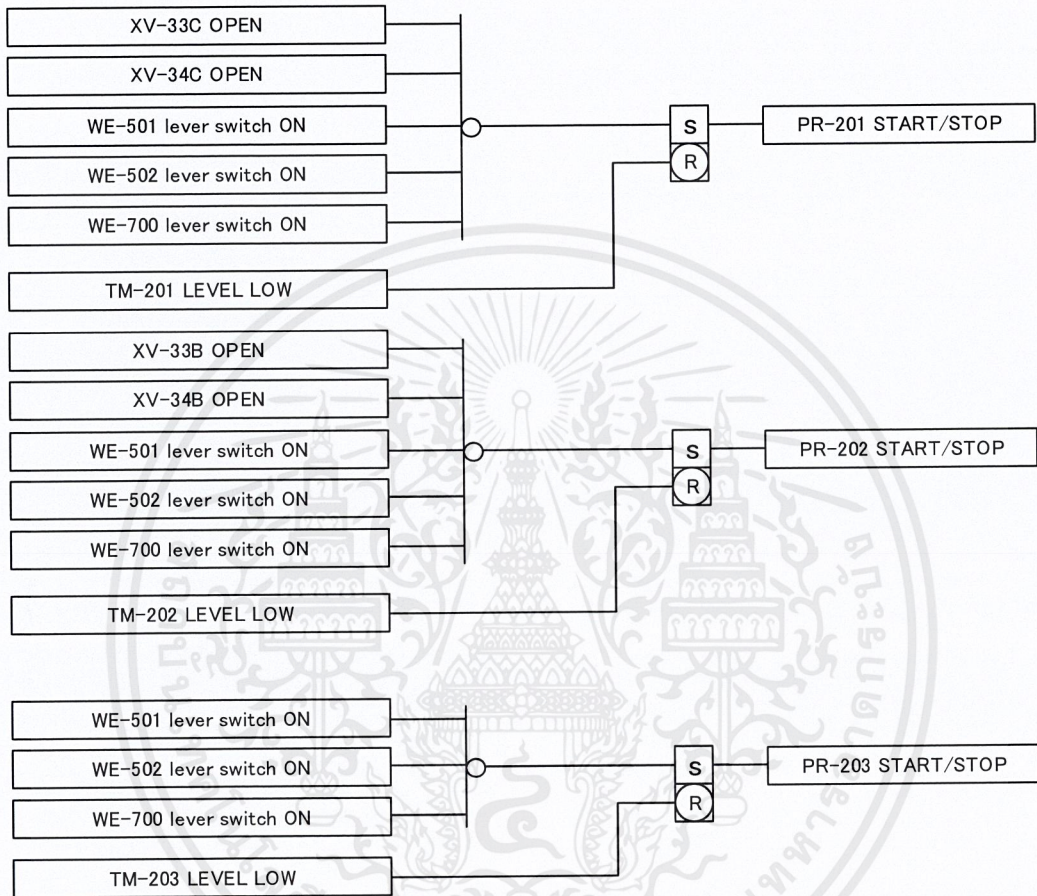 XV-33C OPEN
XV-34C OPEN
WE-501 lever switch ON
WE-502 lever switch ON
WE-700 lever switch ON
TM-201 LEVEL LOW
S
R
PR-201 START/STOP
XV-33B OPEN
XV-34B OPEN
WE-501 lever switch ON
WE-502 lever switch ON
WE-700 lever switch ON
TM-202 LEVEL LOW
S
R
PR-202 START/STOP
WE-501 lever switch ON
WE-502 lever switch ON
WE-700 lever switch ON
TM-203 LEVEL LOW
S
R
PR-203 START/STOP